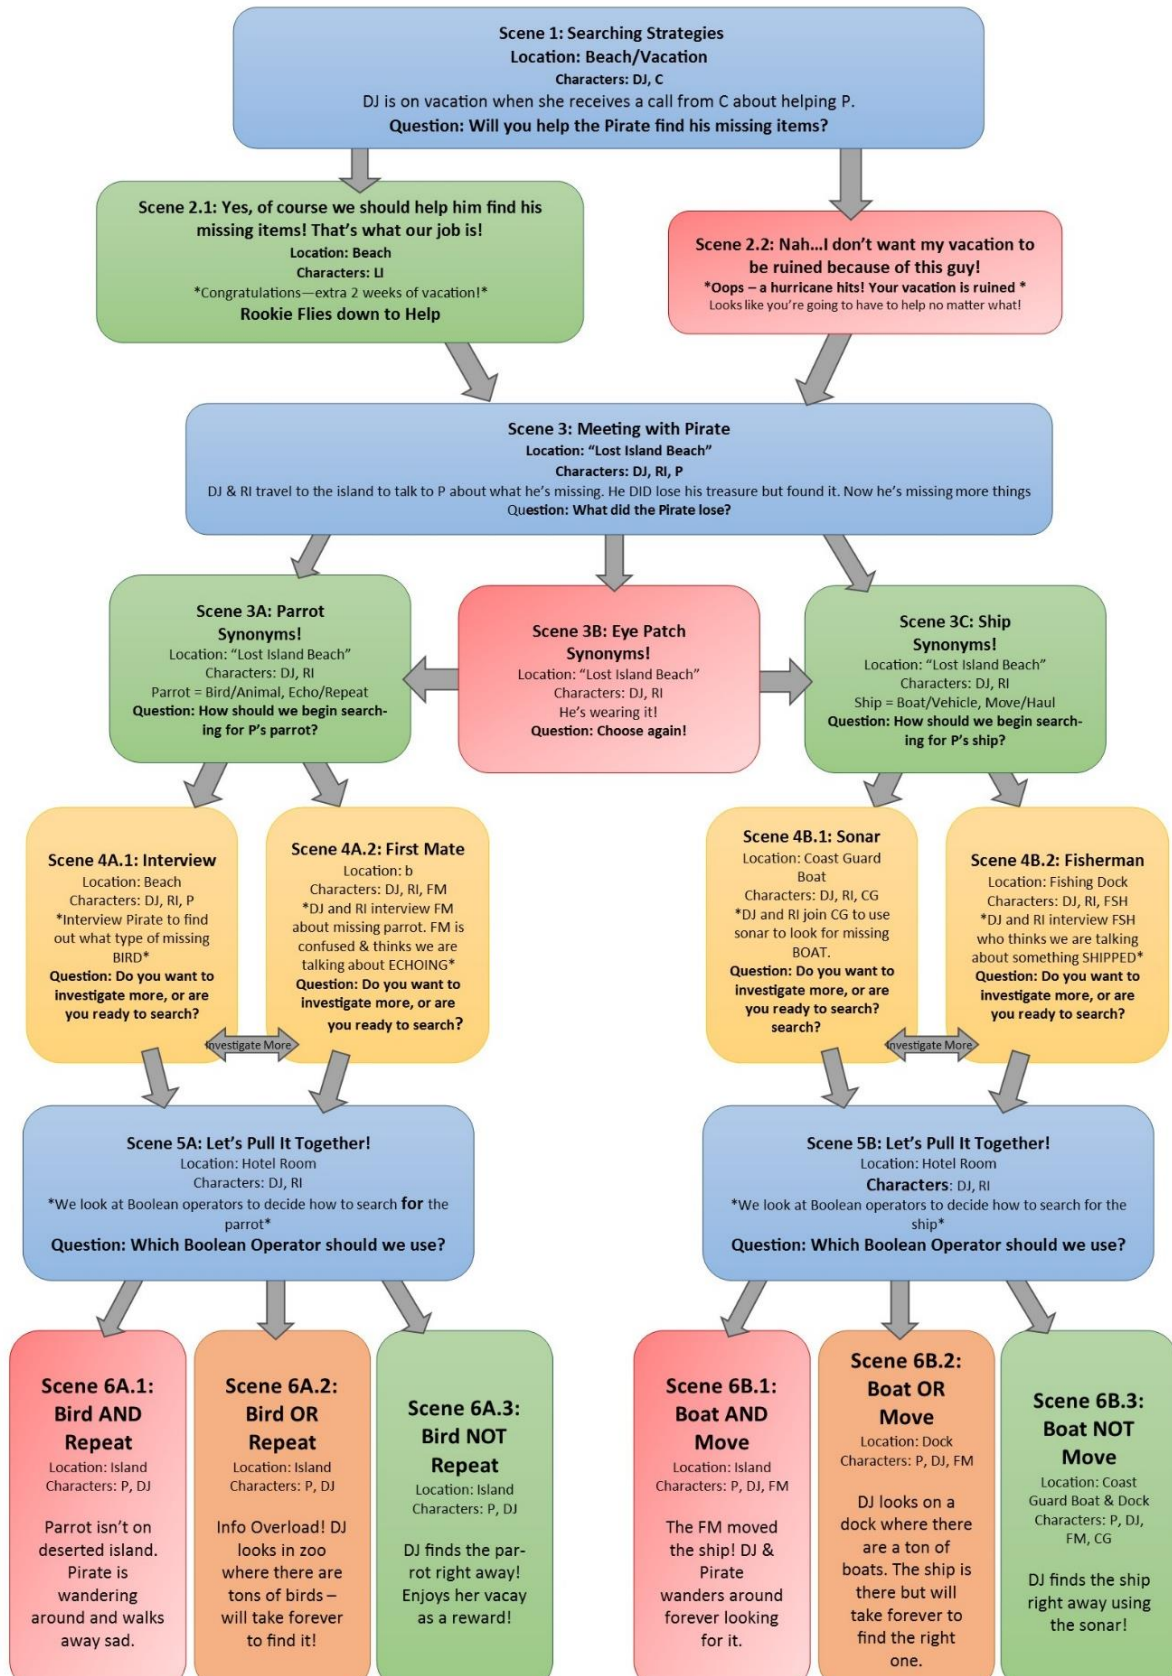 Scene 1: Searching Strategies
Location: Beach/Vacation
Characters: DJ, C
DJ is on vacation when she receives a call from C about helping P.
Question: Will you help the Pirate find his missing items?
Scene 2.1: Yes, of course we should help him find his
missing items! That's what our job is!
Location: Beach
Characters: LI
*Congratulations—extra 2 weeks of vacation!*
Rookie Flies down to Help
Scene 2.2: Nah...I don't want my vacation to
be ruined because of this guy!
*Oops – a hurricane hits! Your vacation is ruined *
Looks like you're going to have to help no matter what!
Scene 3: Meeting with Pirate
Location: "Lost Island Beach"
Characters: DJ, RI, P
DJ & RI travel to the island to talk to P about what he's missing. He DID lose his treasure but found it. Now he's missing more things
Question: What did the Pirate lose?
Scene 3A: Parrot
Synonyms!
Location: "Lost Island Beach"
Characters: DJ, RI
Parrot = Bird/Animal, Echo/Repeat
Question: How should we begin search-
ing for P's parrot?
Scene 3B: Eye Patch
Synonyms!
Location: "Lost Island Beach"
Characters: DJ, RI
He's wearing it!
Question: Choose again!
Scene 3C: Ship
Synonyms!
Location: "Lost Island Beach"
Characters: DJ, RI
Ship = Boat/Vehicle, Move/Haul
Question: How should we begin search-
ing for P's ship?
Scene 4A.1: Interview
Location: Beach
Characters: DJ, RI, P
*Interview Pirate to find
out what type of missing
BIRD*
Question: Do you want to
investigate more, or are
you ready to search?
Scene 4A.2: First Mate
Location: b
Characters: DJ, RI, FM
*DJ and RI interview FM
about missing parrot. FM is
confused & thinks we are
talking about ECHOING*
Question: Do you want to
investigate more, or are
you ready to search?
Investigate More
Scene 4B.1: Sonar
Location: Coast Guard
Boat
Characters: DJ, RI, CG
*DJ and RI join CG to use
sonar to look for missing
BOAT.
Question: Do you want to
investigate more, or are
you ready to search?
search?
Scene 4B.2: Fisherman
Location: Fishing Dock
Characters: DJ, RI, FSH
*DJ and RI interview FSH
who thinks we are talking
about something SHIPPED*
Question: Do you want to
investigate more, or are
you ready to search?
Investigate More
Scene 5A: Let's Pull It Together!
Location: Hotel Room
Characters: DJ, RI
*We look at Boolean operators to decide how to search for the
parrot*
Question: Which Boolean Operator should we use?
Scene 5B: Let's Pull It Together!
Location: Hotel Room
Characters: DJ, RI
*We look at Boolean operators to decide how to search for the
ship*
Question: Which Boolean Operator should we use?
Scene 6A.1:
Bird AND
Repeat
Location: Island
Characters: P, DJ
Parrot isn't on
deserted island.
Pirate is
wandering
around and walks
away sad.
Scene 6A.2:
Bird OR
Repeat
Location: Island
Characters: P, DJ
Info Overload! DJ
looks in zoo
where there are
tons of birds –
will take forever
to find it!
Scene 6A.3:
Bird NOT
Repeat
Location: Island
Characters: P, DJ
DJ finds the par-
rot right away!
Enjoys her vacay
as a reward!
Scene 6B.1:
Boat AND
Move
Location: Island
Characters: P, DJ, FM
The FM moved
the ship! DJ &
Pirate
wanders around
forever looking
for it.
Scene 6B.2:
Boat OR
Move
Location: Dock
Characters: P, DJ, FM
DJ looks on a
dock where there
are a ton of
boats. The ship is
there but will
take forever to
find the right
one.
Scene 6B.3:
Boat NOT
Move
Location: Coast
Guard Boat & Dock
Characters: P, DJ,
FM, CG
DJ finds the ship
right away using
the sonar!